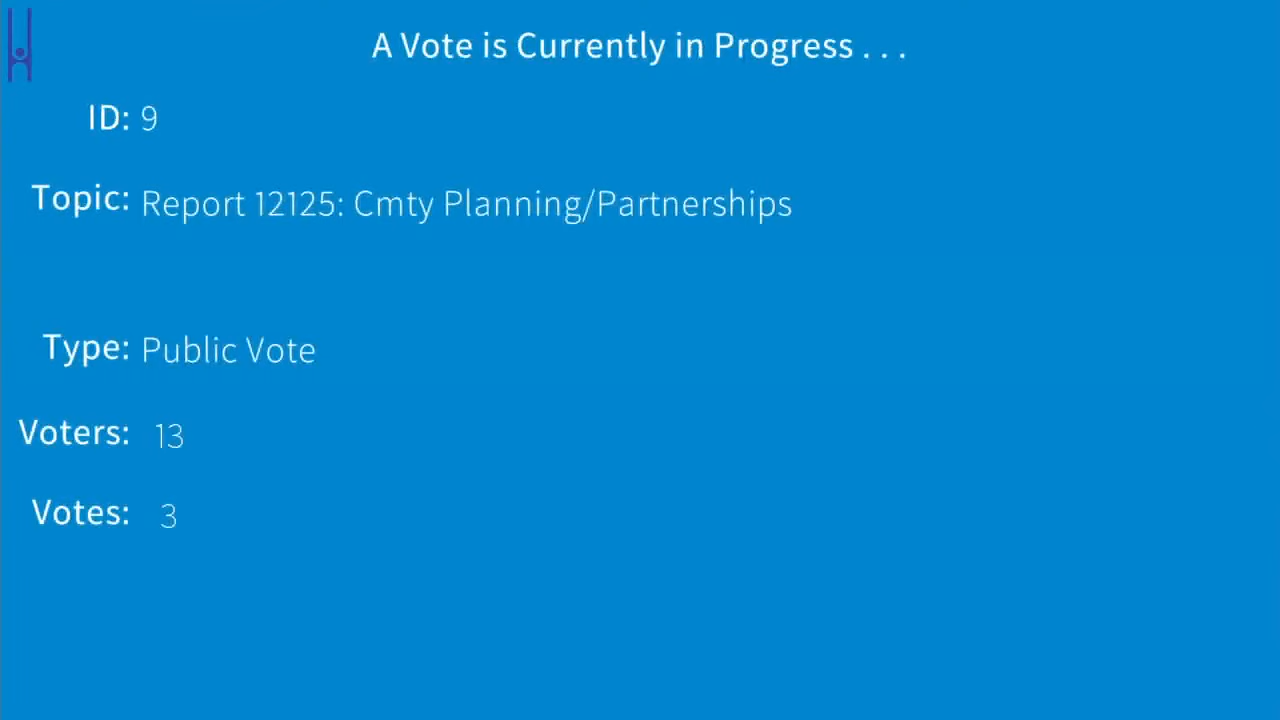 A Vote is Currently in Progress . . .
ID: 9
Topic: Report 12125: Cmty Planning/Partnerships
Type: Public Vote
Voters: 13
Votes: 3